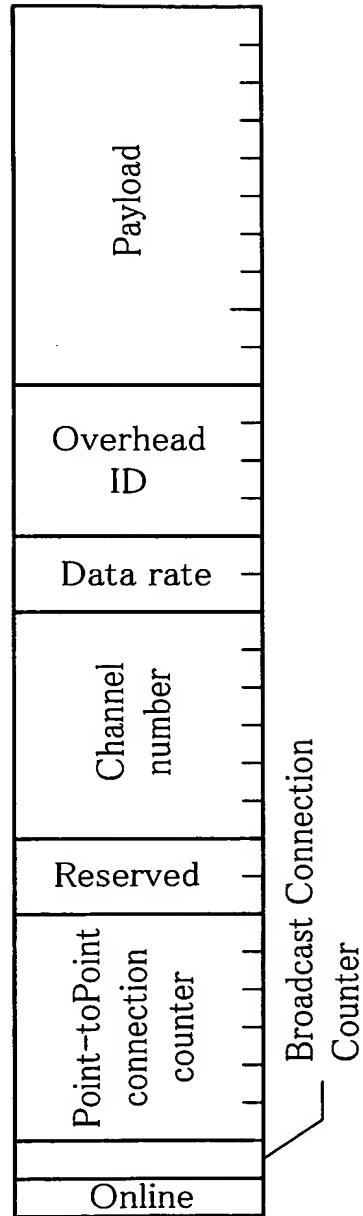 Payload
Overhead
ID
Data rate
Channel
number
Reserved
Point-toPoint
connection
counter
Broadcast Connection
Counter
Online